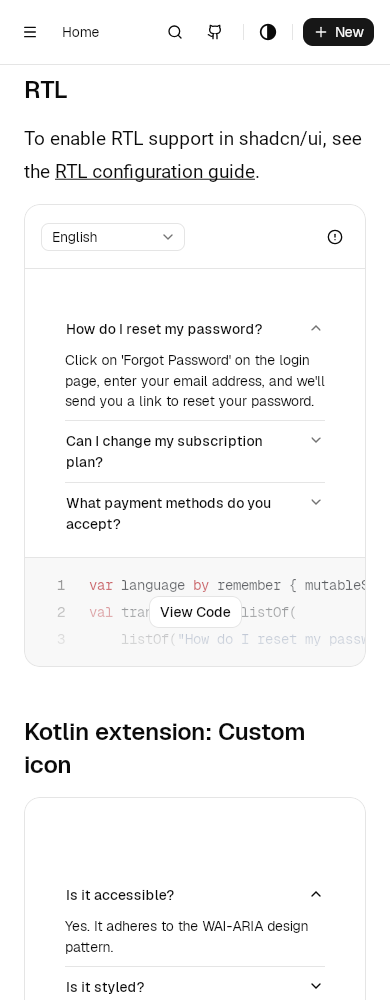 Home
New
RTL
To enable RTL support in shadcn/ui, see
the RTL configuration guide.
English
How do I reset my password?
Click on 'Forgot Password' on the login
page, enter your email address, and we'll
send you a link to reset your password.
Can I change my subscription
plan?
What payment methods do you
accept?
1 var language by remember { mutableS
2 val tran listOf(
View Code
3 listOf("How do I reset my passw
Kotlin extension: Custom
icon
Is it accessible?
Yes. It adheres to the WAI-ARIA design
pattern.
Is it styled?